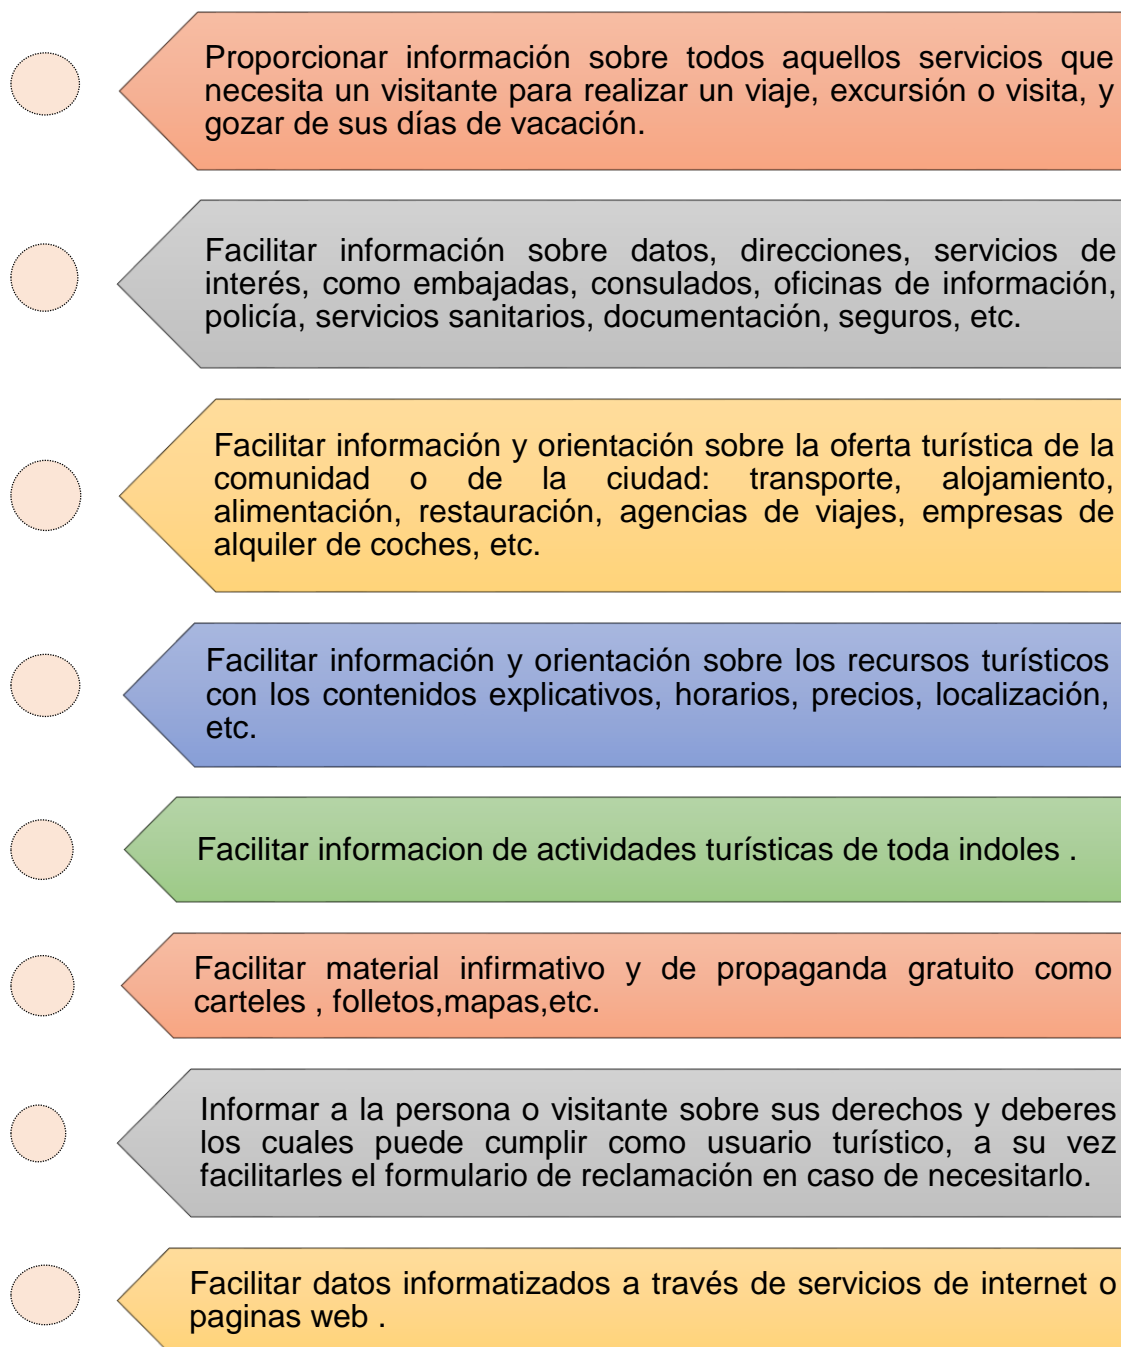 Proporcionar información sobre todos aquellos servicios que
necesita un visitante para realizar un viaje, excursión o visita, y
gozar de sus días de vacación.
Facilitar información sobre datos, direcciones, servicios de
interés, como embajadas, consulados, oficinas de información,
policía, servicios sanitarios, documentación, seguros, etc.
Facilitar información y orientación sobre la oferta turística de la
comunidad o de la ciudad: transporte, alojamiento,
alimentación, restauración, agencias de viajes, empresas de
alquiler de coches, etc.
Facilitar información y orientación sobre los recursos turísticos
con los contenidos explicativos, horarios, precios, localización,
etc.
Facilitar informacion de actividades turísticas de toda indoles .
Facilitar material infirmativo y de propaganda gratuito como
carteles , folletos,mapas,etc.
Informar a la persona o visitante sobre sus derechos y deberes
los cuales puede cumplir como usuario turístico, a su vez
facilitarles el formulario de reclamación en caso de necesitarlo.
Facilitar datos informatizados a través de servicios de internet o
paginas web .